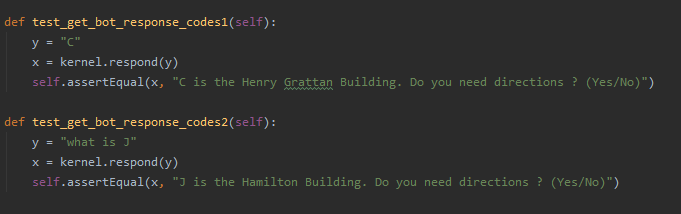 def test_get_bot_response_codes1(self):
y = "C"
x = kernel.respond(y)
self.assertEqual(x, "C is the Henry Grattan Building. Do you need directions ? (Yes/No)")
def test_get_bot_response_codes2(self):
y = "what is J"
x = kernel.respond(y)
self.assertEqual(x, "J is the Hamilton Building. Do you need directions ? (Yes/No)")